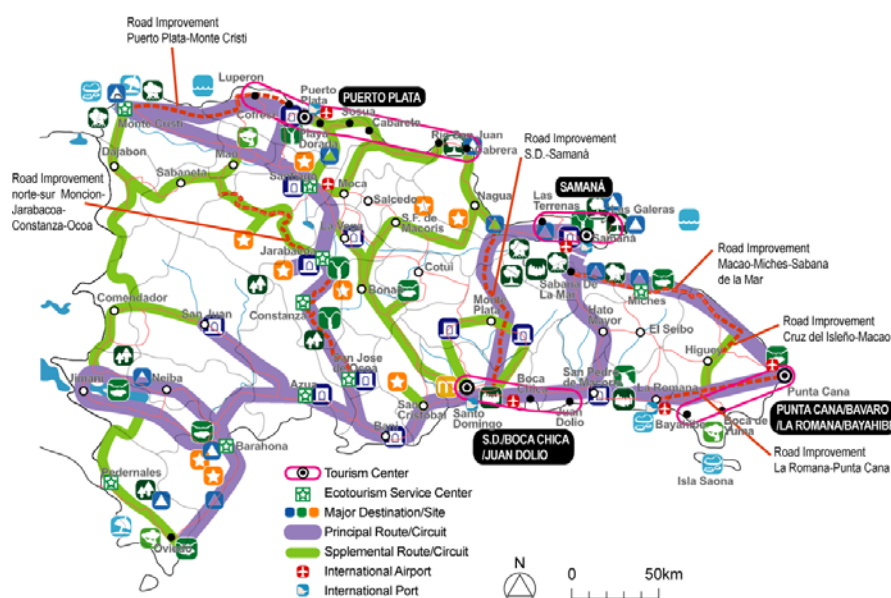 Road Improvement
Puerto Plata-Monte Cristi
Luperon
Puerto
Plata
PUERTO PLATA
Cofresi
Sosua
Cabarete
Playa
Dorada
Rio San Juan
Cabrera
Monte Cristi
Road Improvement
S.D.-Samaná
Dajabon
Mao
Sabaneta
Santiago
Moca
Salcedo
Nagua
Las
Terrenas
SAMANÁ
Las Galeras
Samaná
Road Improvement
norte-sur Moncion-
Jarabacoa-
Constanza-Ocoa
S.F. de
Macoris
La Vega
Jarabacoa
Cotui
Sabana De
La Mar
Miches
Road Improvement
Macao-Miches-Sabana
de la Mar
Comendador
San Juan
Constanza
Bonao
Monte
Plata
Hato
Mayor
El Seibo
Higuey
Road Improvement
Cruz del Isleño-Macao
Jimani
Neiba
Azua
San Jose
de Ocoa
San
Cristobal
Santo
Domingo
Boca
Chica
Juan
Dolio
San Pedro
de Macoris
La Romana
Bayahibe
Boca de
Yuma
Punta Cana
PUNTA CANA/BAVARO
/LA ROMANA/BAYAHIBE
Bani
Barahona
S.D./BOCA CHICA
/JUAN DOLIO
Isla Saona
Road Improvement
La Romana-Punta Cana
Pedernales
Oviedo
Tourism Center
Ecotourism Service Center
Major Destination/Site
Principal Route/Circuit
Spplemental Route/Circuit
International Airport
International Port
N
0 50km